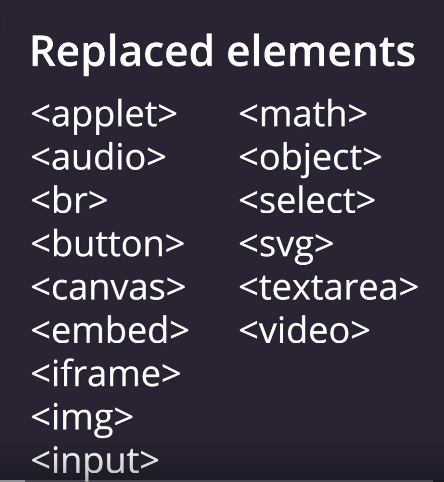 Replaced elements
<applet>
<audio>
<br>
<button>
<canvas>
<embed>
<iframe>
<img>
<input>
<math>
<object>
<select>
<svg>
<textarea>
<video>